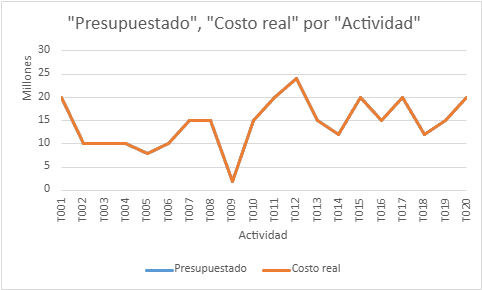 "Presupuestado", "Costo real" por "Actividad"
Millones
30
25
20
15
10
5
0
T001 T002 T003 T004 T005 T006 T007 T008 T009 T010 T011 T012 T013 T014 T015 T016 T017 T018 T019 T020
Actividad
Presupuestado Costo real